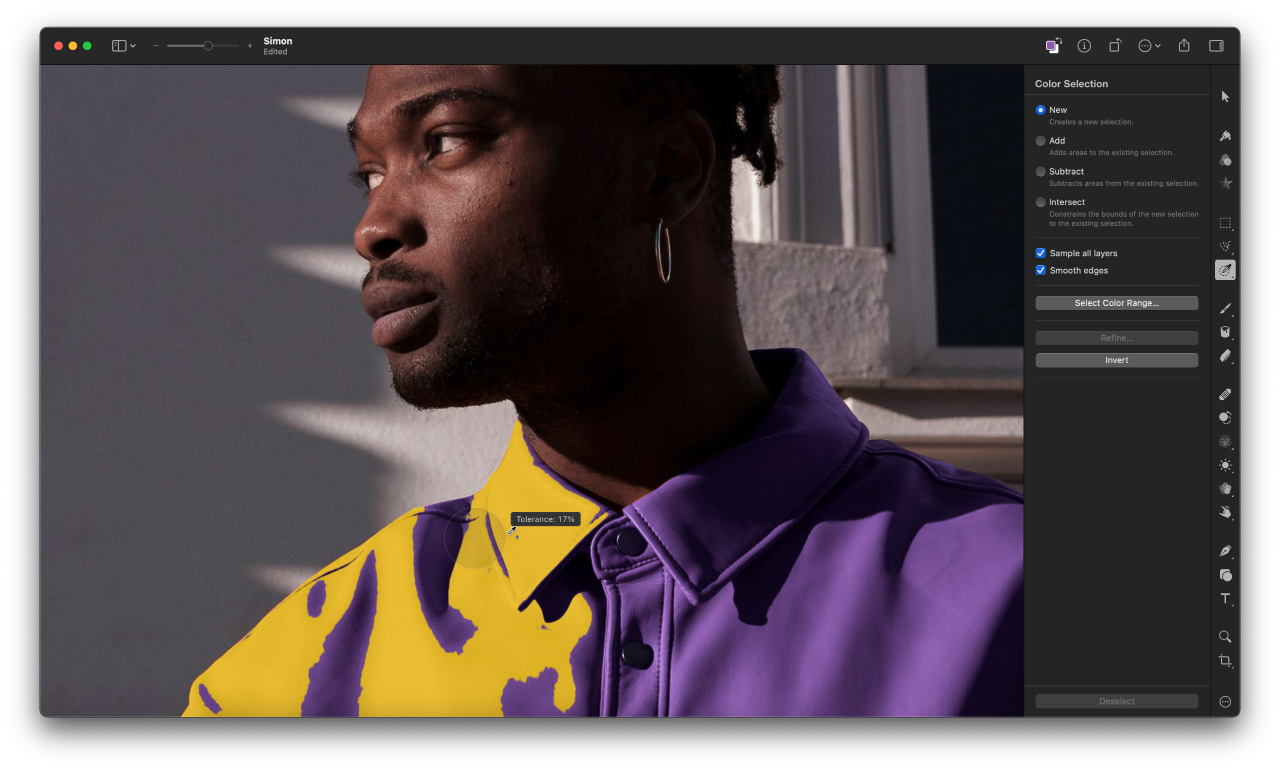 Simon
Edited
Color Selection
New
Creates a new selection.
Add
Adds areas to the existing selection.
Subtract
Subtracts areas from the existing selection.
Intersect
Constrains the bounds of the new selection
to the existing selection.
Sample all layers
Smooth edges
Select Color Range...
Refine...
Invert
Tolerance: 17%
Deselect